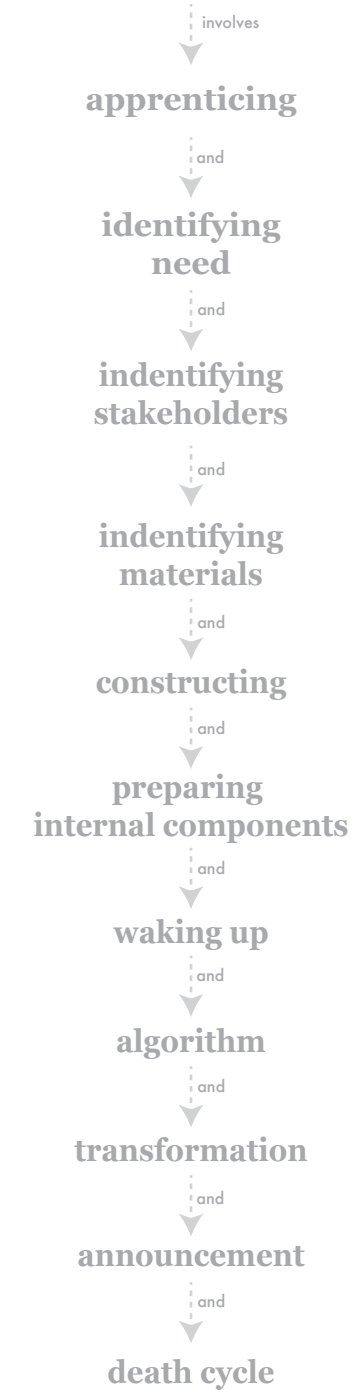 involves
apprenticing
and
identifying
need
and
indentifying
stakeholders
and
indentifying
materials
and
constructing
and
preparing
internal components
and
waking up
and
algorithm
and
transformation
and
announcement
and
death cycle